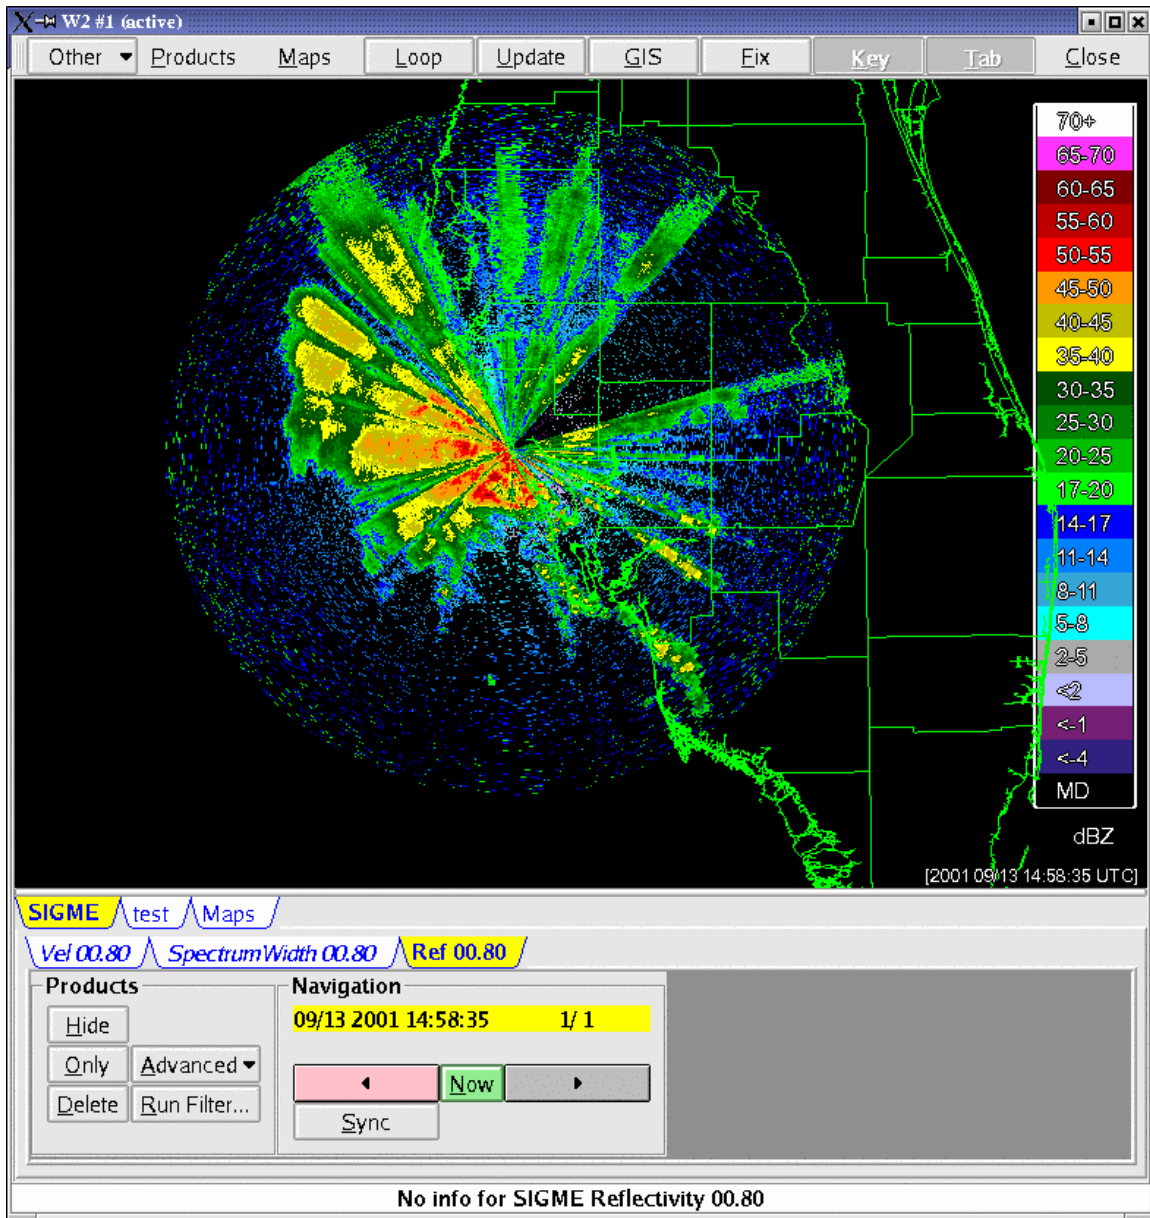 W2 #1 (active)
Other Products Maps Loop Update GIS Fix Key Tab Close
70+
65-70
60-65
55-60
50-55
45-50
40-45
35-40
30-35
25-30
20-25
17-20
14-17
11-14
8-11
5-8
2-5
<2
<-1
<-4
MD
dBZ
[2001 09/13 14:58:35 UTC]
SIGME test Maps
Vel 00.80 SpectrumWidth 00.80 Ref 00.80
Products Navigation
Hide 09/13 2001 14:58:35 1/ 1
Only Advanced
Now
Delete Run Filter...
Sync
No info for SIGME Reflectivity 00.80